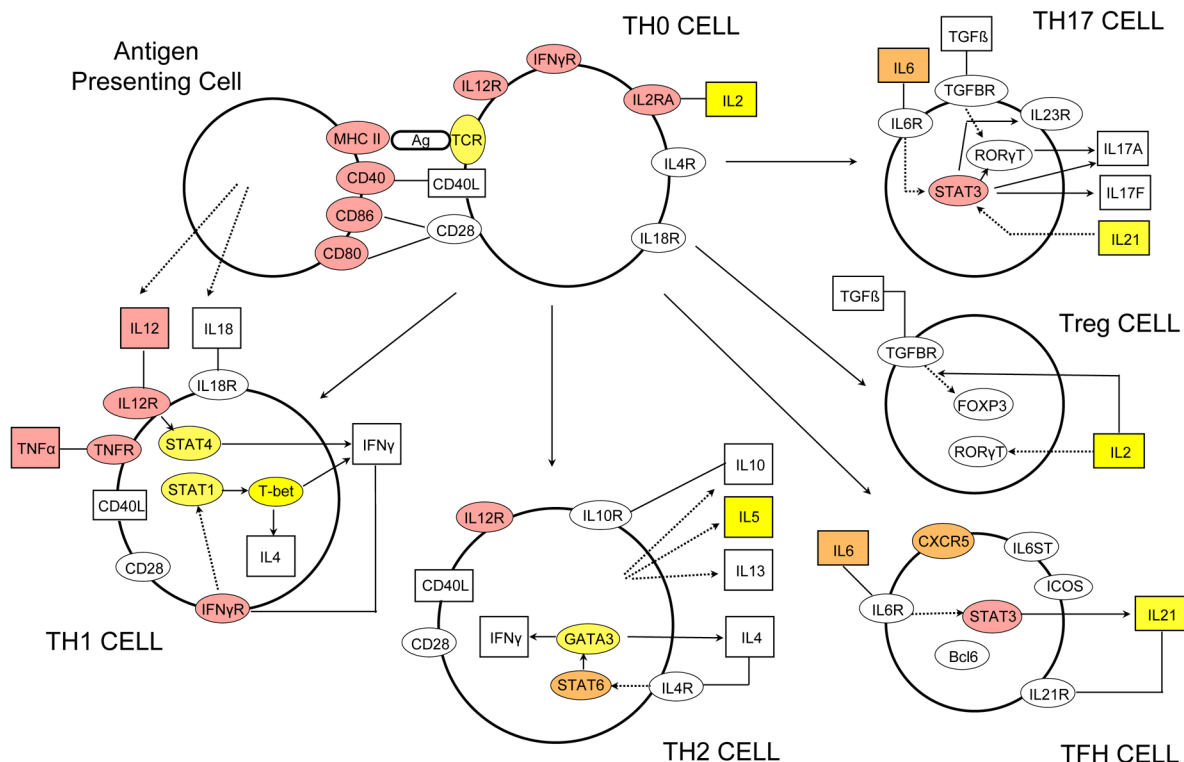 TH0 CELL
TH17 CELL
Antigen
Presenting Cell
IFNγR
IL12R
IL2RA
IL2
MHC II
Ag
TCR
CD40
CD40L
IL4R
CD86
CD28
CD80
IL18R
TGFß
IL6
TGFBR
IL6R
IL23R
RORγT
IL17A
STAT3
IL17F
IL21
TGFß
Treg CELL
TGFBR
FOXP3
RORγT
IL2
IL12
IL18
IL18R
IL12R
TNFα
TNFR
STAT4
IFNγ
STAT1
T-bet
CD40L
IL4
CD28
IFNγR
TH1 CELL
IL10
IL12R
IL10R
IL5
IL13
CD40L
IFNγ
GATA3
IL4
CD28
STAT6
IL4R
TH2 CELL
IL6
CXCR5
IL6ST
ICOS
IL6R
STAT3
IL21
Bcl6
IL21R
TFH CELL